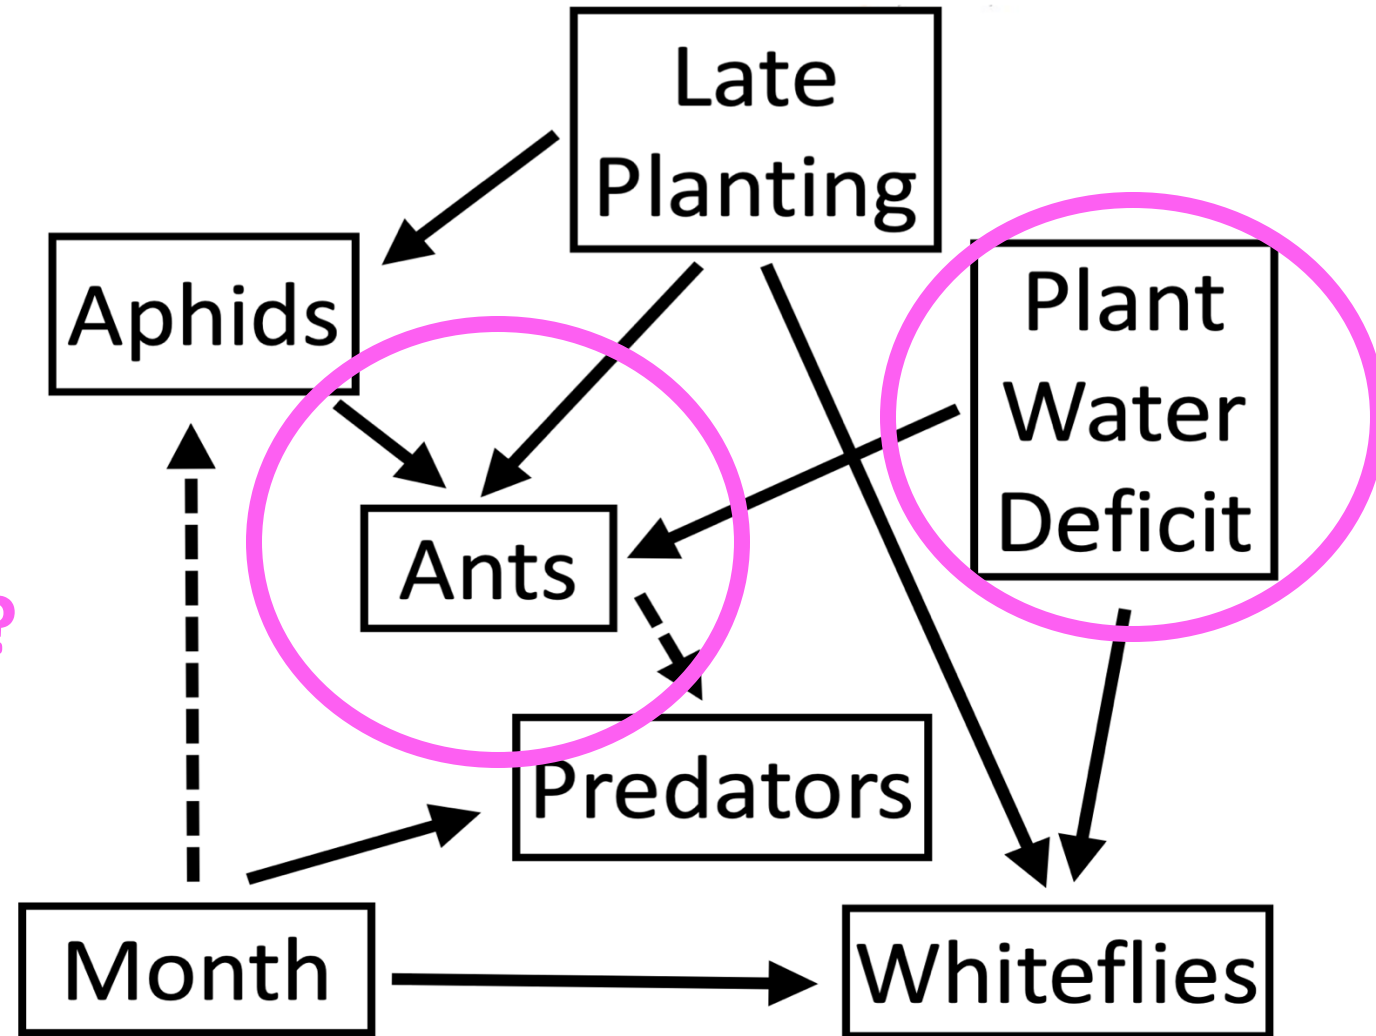 Late
Planting
Aphids
Plant
Water
Deficit
Ants
?
Predators
Month
Whiteflies